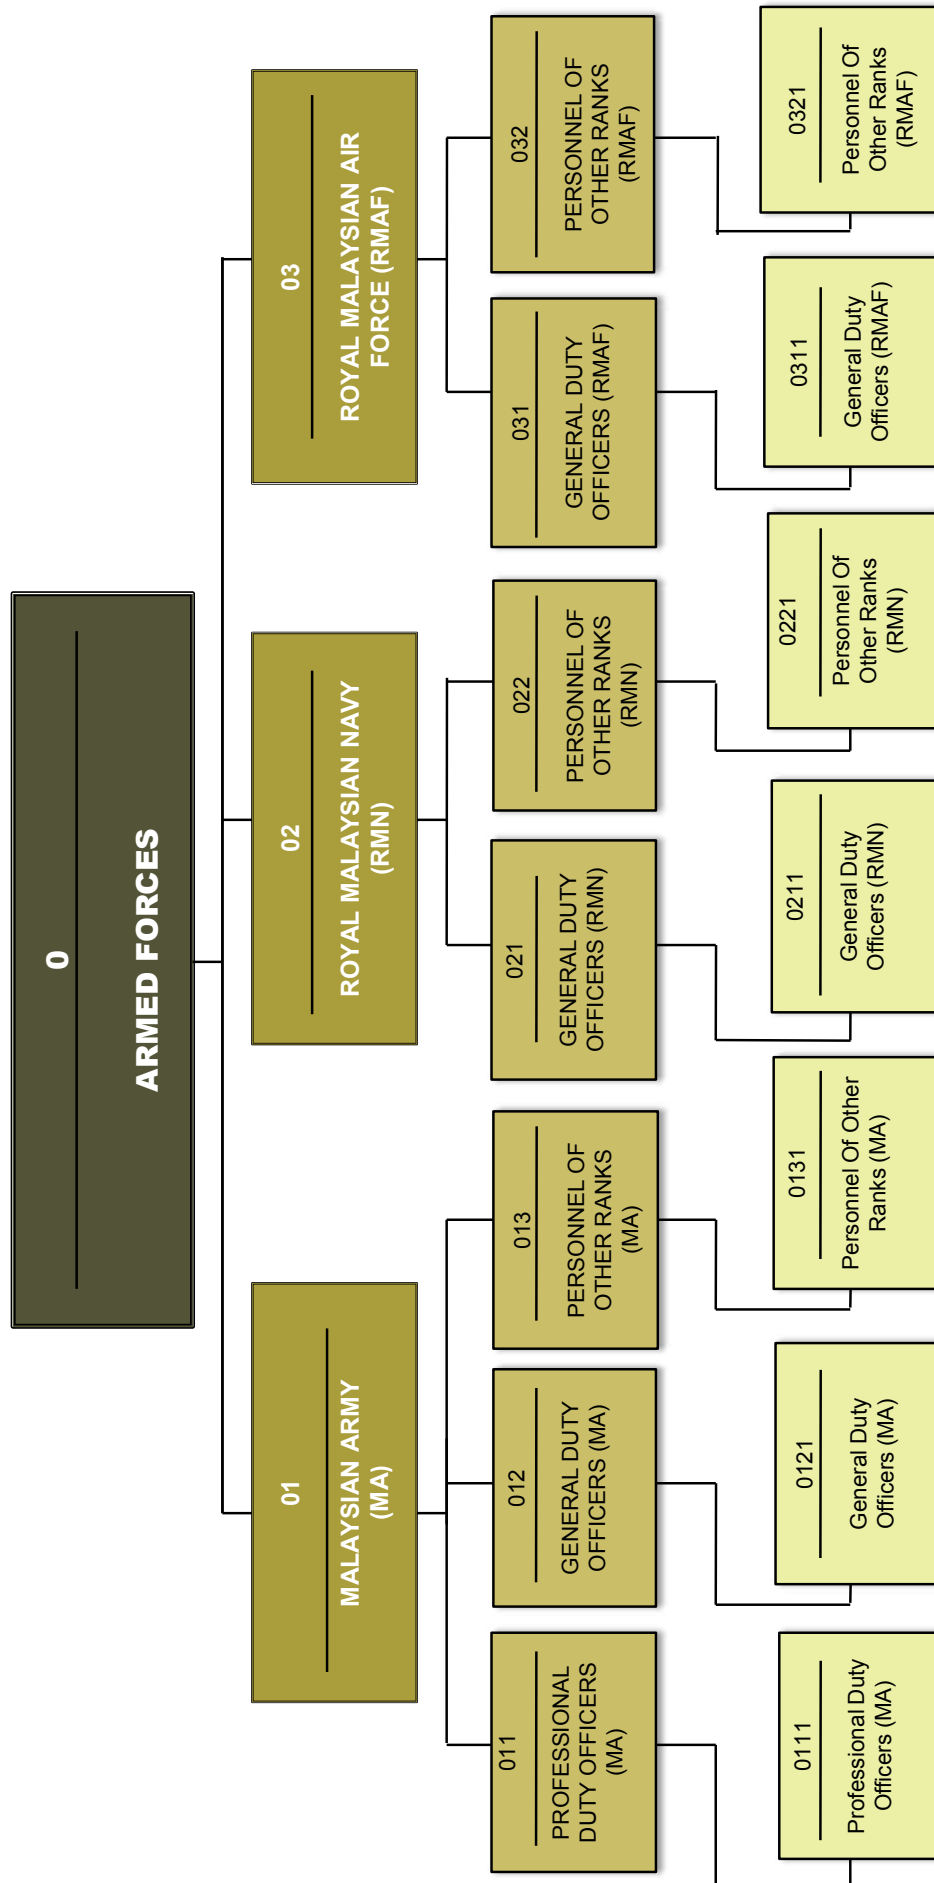 0
ARMED FORCES
01
MALAYSIAN ARMY
(MA)
02
ROYAL MALAYSIAN NAVY
(RMN)
03
ROYAL MALAYSIAN AIR
FORCE (RMAF)
011
PROFESSIONAL
DUTY OFFICERS
(MA)
012
GENERAL DUTY
OFFICERS (MA)
013
PERSONNEL OF
OTHER RANKS
(MA)
021
GENERAL DUTY
OFFICERS (RMN)
022
PERSONNEL OF
OTHER RANKS
(RMN)
031
GENERAL DUTY
OFFICERS (RMAF)
032
PERSONNEL OF
OTHER RANKS
(RMAF)
0111
Professional Duty
Officers (MA)
0121
General Duty
Officers (MA)
0131
Personnel Of Other
Ranks (MA)
0211
General Duty
Officers (RMN)
0221
Personnel Of
Other Ranks
(RMN)
0311
General Duty
Officers (RMAF)
0321
Personnel Of
Other Ranks
(RMAF)